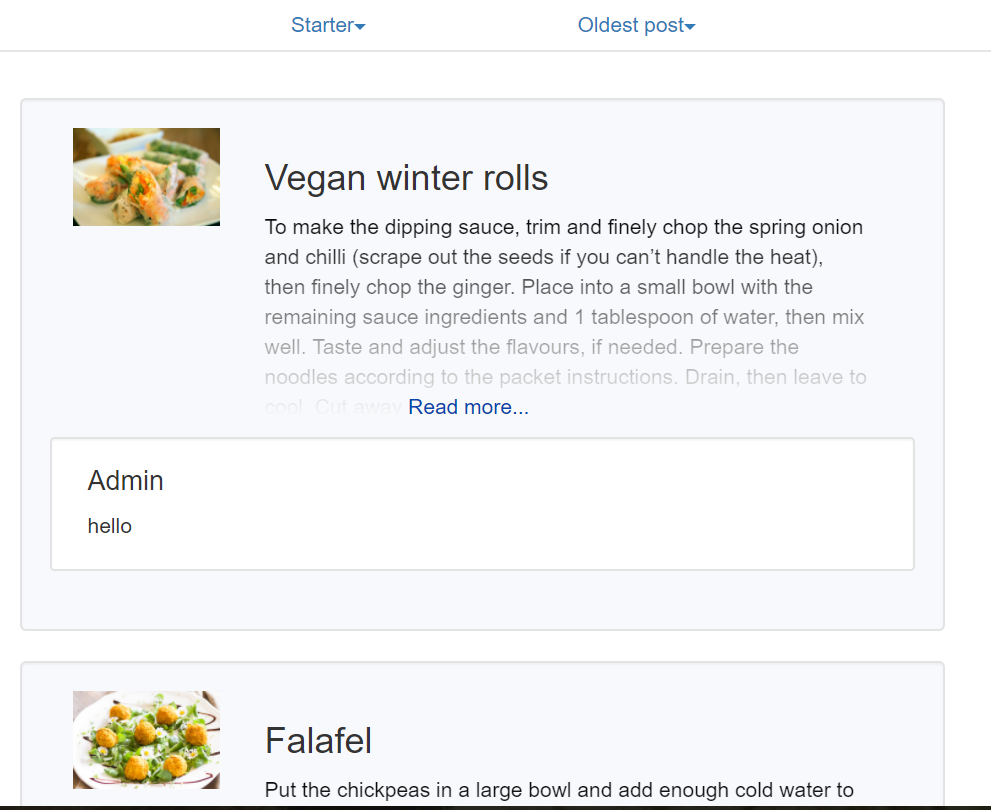 Starter
Oldest post
Vegan winter rolls
To make the dipping sauce, trim and finely chop the spring onion
and chilli (scrape out the seeds if you can’t handle the heat),
then finely chop the ginger. Place into a small bowl with the
remaining sauce ingredients and 1 tablespoon of water, then mix
well. Taste and adjust the flavours, if needed. Prepare the
noodles according to the packet instructions. Drain, then leave to
cool. Cut away Read more...
Admin
hello
Falafel
Put the chickpeas in a large bowl and add enough cold water to